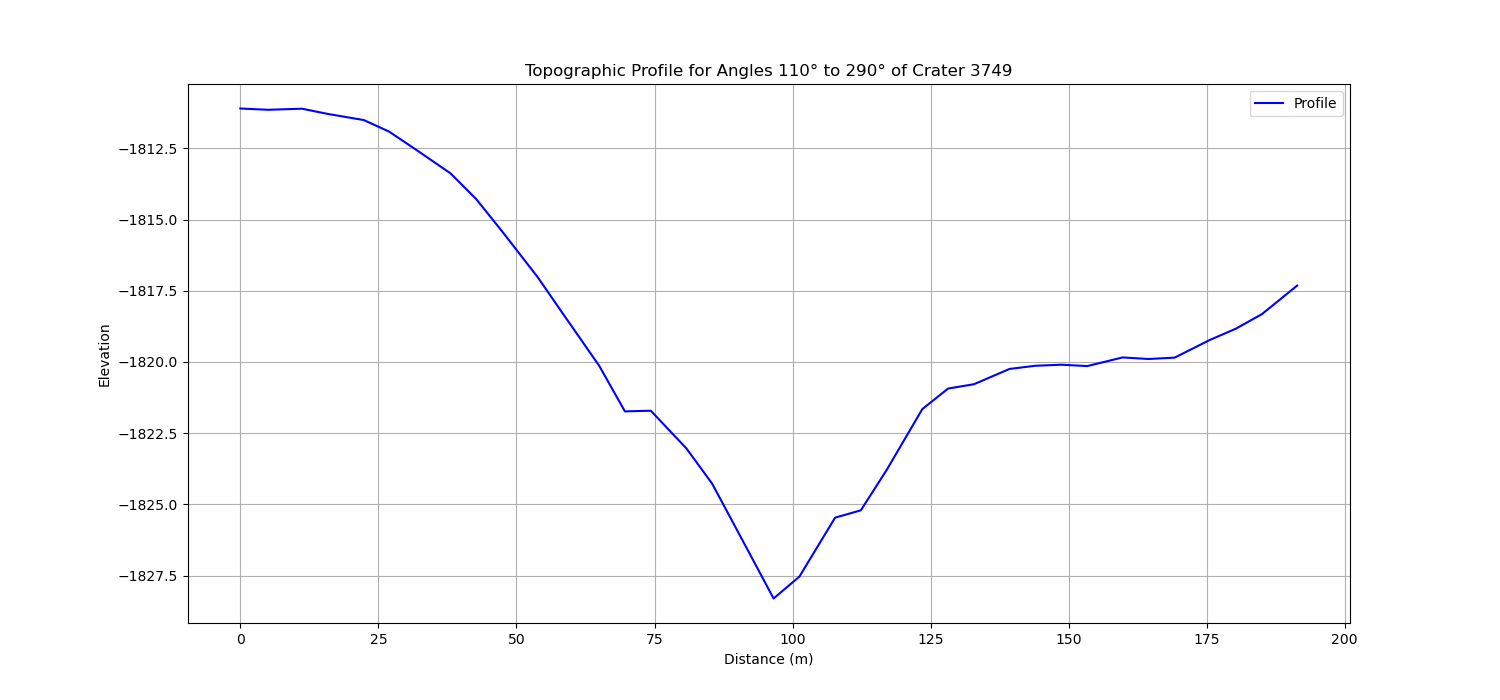 Topographic Profile for Angles 110° to 290° of Crater 3749
Profile
−1812.5
−1815.0
−1817.5
−1820.0
−1822.5
−1825.0
−1827.5
Elevation
0 25 50 75 100 125 150 175 200
Distance (m)